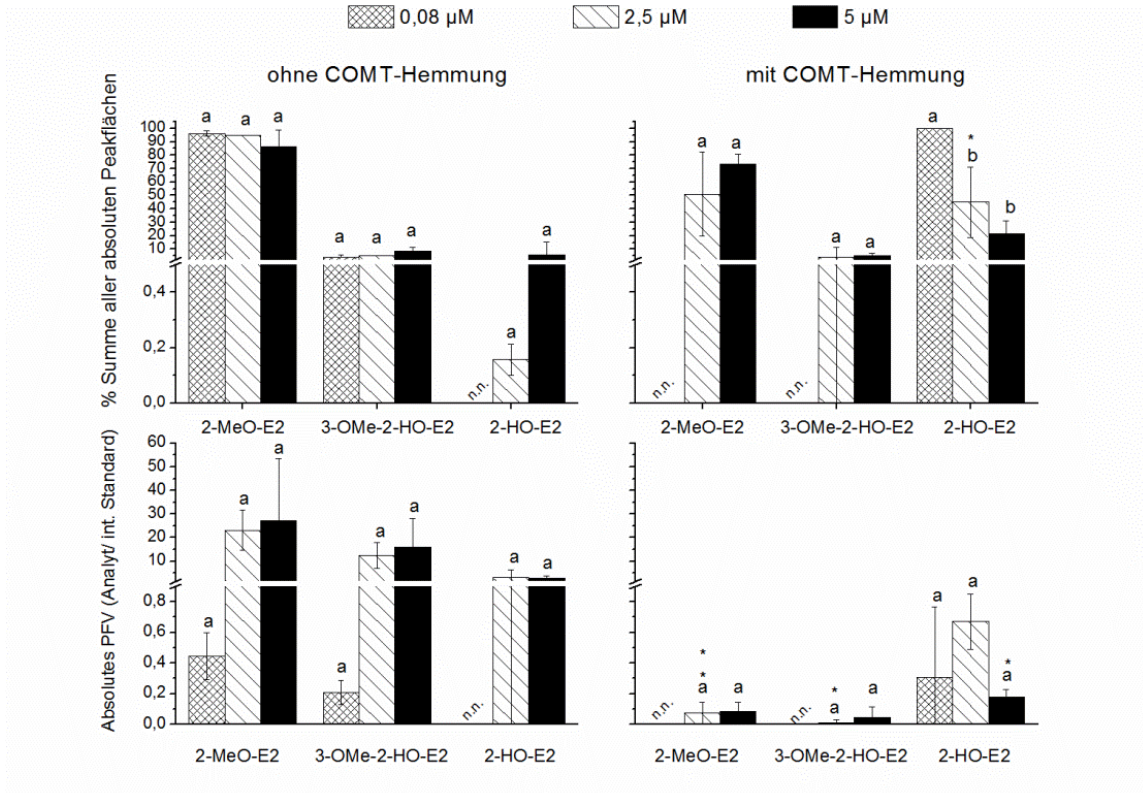 0,08 µM 2,5 µM 5 µM
ohne COMT-Hemmung
mit COMT-Hemmung
% Summe aller absoluten Peakflächen
100
90
80
70
60
50
40
30
20
10
0,4
0,2
0,0
a a a
a a a
n.n. a a
2-MeO-E2 3-OMe-2-HO-E2 2-HO-E2
n.n. a a
n.n. a a
a * b b
2-MeO-E2 3-OMe-2-HO-E2 2-HO-E2
Absolutes PFV (Analyt/ int. Standard)
60
50
40
30
20
10
0,8
0,6
0,4
0,2
0,0
a a a
a a a
n.n. a a
2-MeO-E2 3-OMe-2-HO-E2 2-HO-E2
n.n. * * a a
n.n. * a a
a a * a
2-MeO-E2 3-OMe-2-HO-E2 2-HO-E2